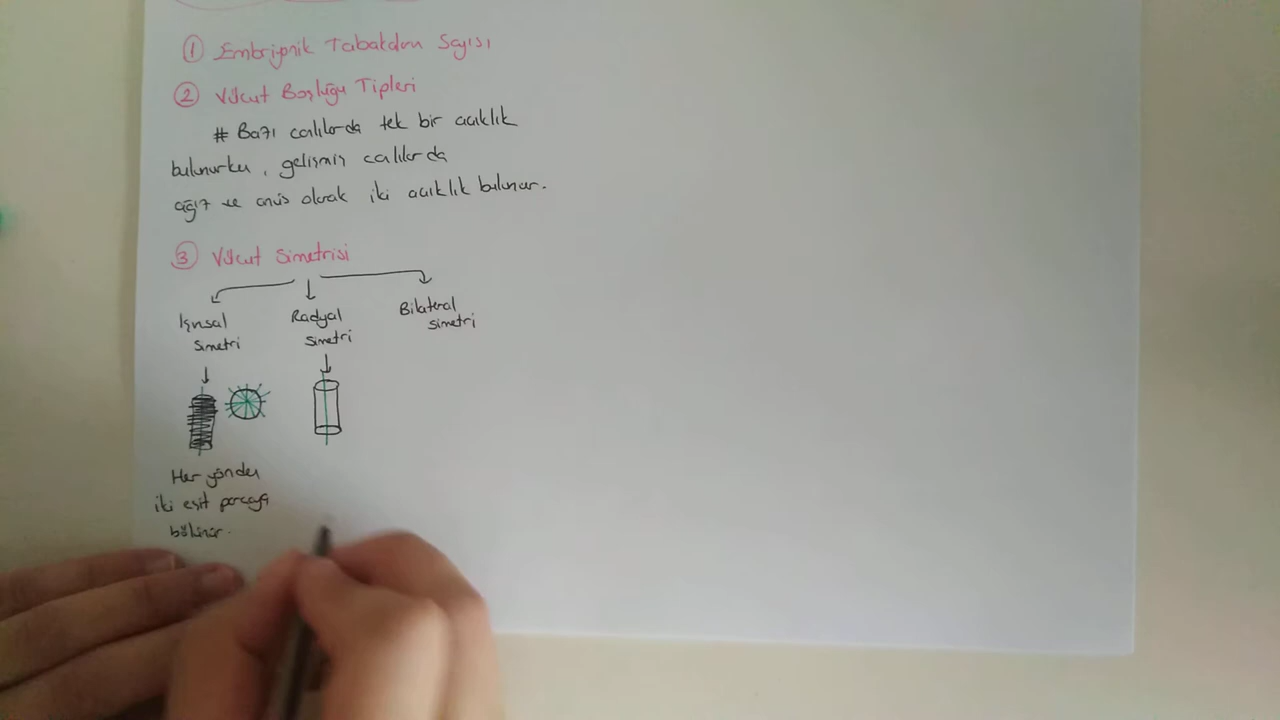 ① Embriyonik Tabakaların Sayısı
② Vücut Boşluğu Tipleri
# Bazı canlılarda tek bir açıklık
bulunurken, gelişmiş canlılarda
ağız ve anüs olarak iki açıklık bulunur.
③ Vücut Simetrisi
Işınsal simetri
Radyal simetri
Bilateral simetri
Her yönden
iki eşit parçaya
bölünür.